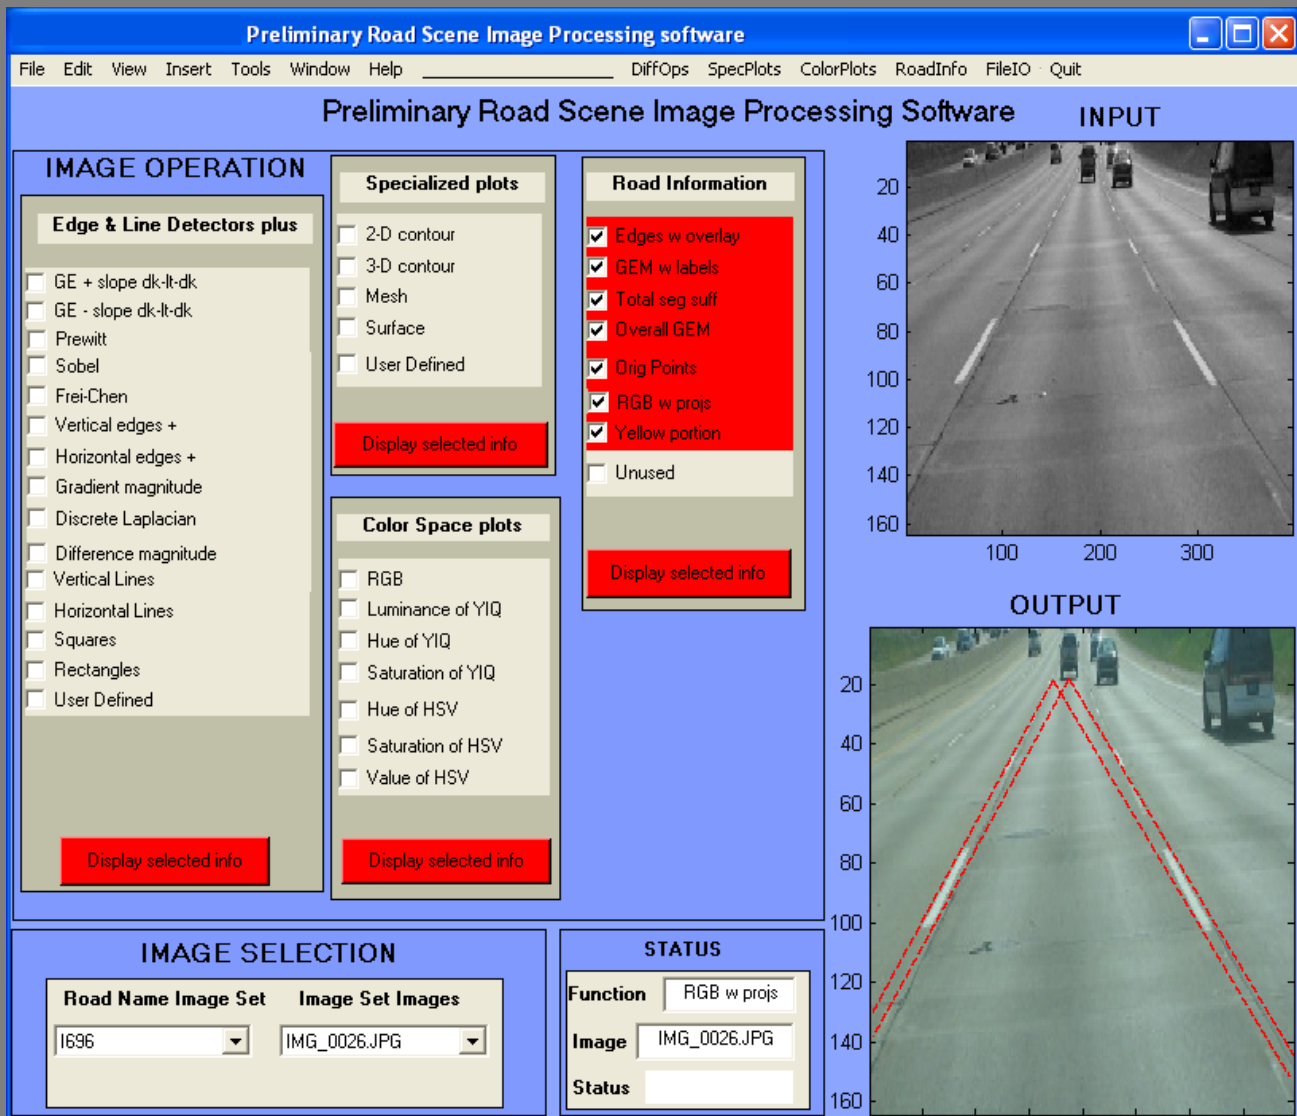 Preliminary Road Scene Image Processing software
File Edit View Insert Tools Window Help DiffOps SpecPlots ColorPlots RoadInfo FileIO Quit
Preliminary Road Scene Image Processing Software
IMAGE OPERATION
Edge & Line Detectors plus
GE + slope dk-lt-dk
GE - slope dk-lt-dk
Prewitt
Sobel
Frei-Chen
Vertical edges +
Horizontal edges +
Gradient magnitude
Discrete Laplacian
Difference magnitude
Vertical Lines
Horizontal Lines
Squares
Rectangles
User Defined
Display selected info
Specialized plots
2-D contour
3-D contour
Mesh
Surface
User Defined
Display selected info
Color Space plots
RGB
Luminance of YIQ
Hue of YIQ
Saturation of YIQ
Hue of HSV
Saturation of HSV
Value of HSV
Display selected info
Road Information
Edges w overlay
GEM w labels
Total seg suff
Overall GEM
Orig Points
RGB w projs
Yellow portion
Unused
Display selected info
INPUT
20
40
60
80
100
120
140
160
100 200 300
OUTPUT
20
40
60
80
100
120
140
160
IMAGE SELECTION
Road Name Image Set Image Set Images
I696 IMG_0026.JPG
STATUS
Function RGB w projs
Image IMG_0026.JPG
Status